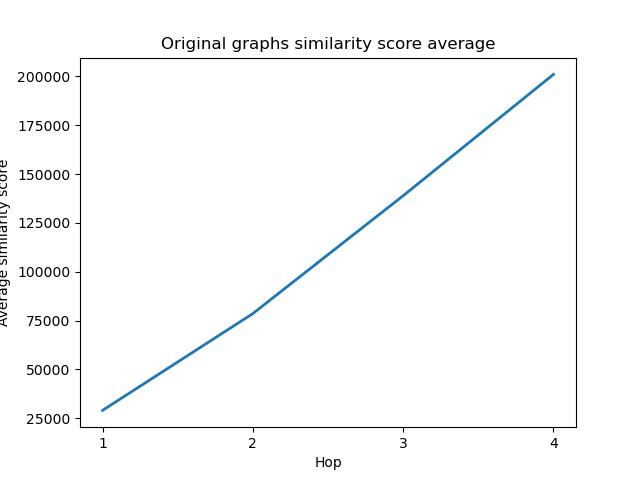 Original graphs similarity score average
200000
175000
150000
125000
100000
75000
50000
25000
Average similarity score
1 2 3 4
Hop